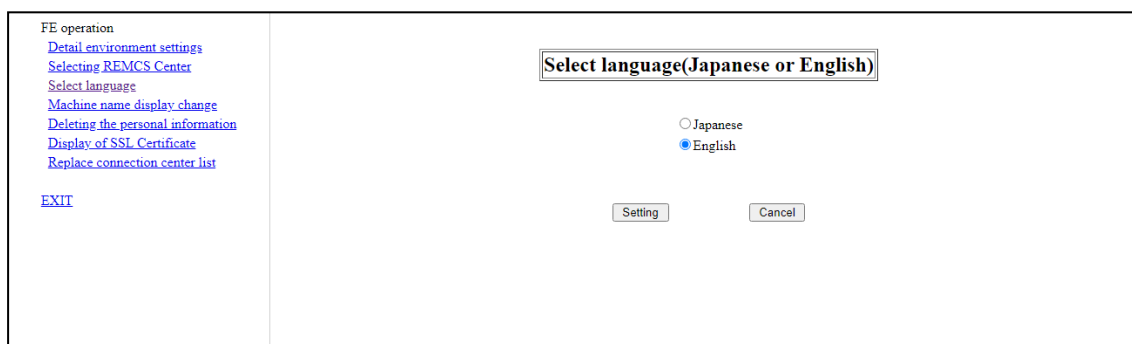 FE operation
Detail environment settings
Selecting REMCS Center
Select language
Machine name display change
Deleting the personal information
Display of SSL Certificate
Replace connection center list
EXIT
Select language(Japanese or English)
Japanese
English
Setting Cancel